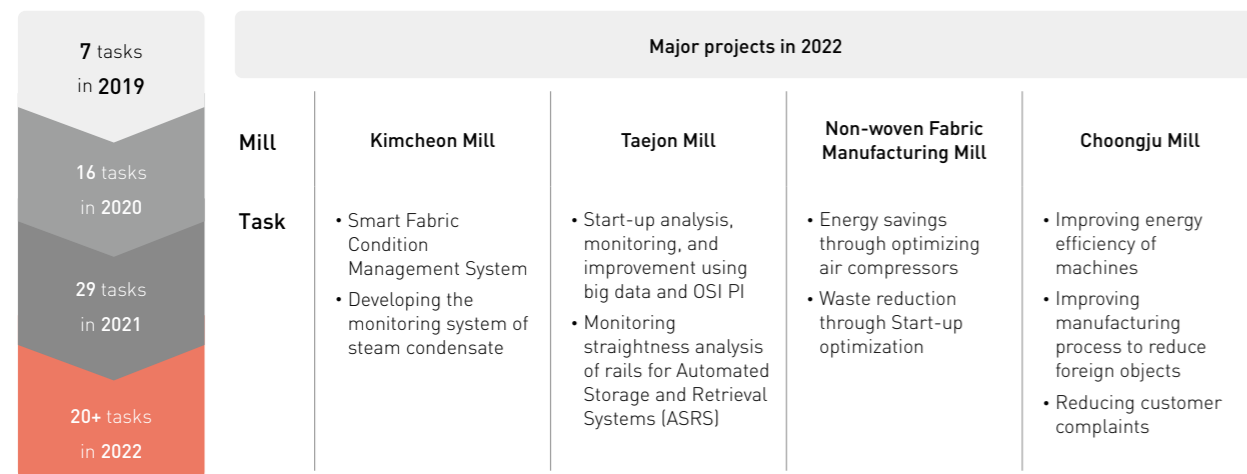 7 tasks
in 2019
16 tasks
in 2020
29 tasks
in 2021
20+ tasks
in 2022
Major projects in 2022
Mill
Kimcheon Mill
Taejon Mill
Non-woven Fabric
Manufacturing Mill
Choongju Mill
Task
• Smart Fabric
Condition
Management System
• Developing the
monitoring system of
steam condensate
• Start-up analysis,
monitoring, and
improvement using
big data and OSI PI
• Monitoring
straightness analysis
of rails for Automated
Storage and Retrieval
Systems (ASRS)
• Energy savings
through optimizing
air compressors
• Waste reduction
through Start-up
optimization
• Improving energy
efficiency of
machines
• Improving
manufacturing
process to reduce
foreign objects
• Reducing customer
complaints